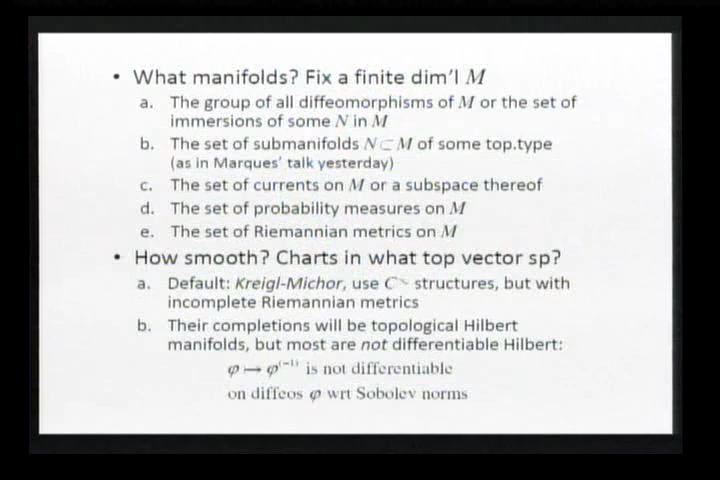 • What manifolds? Fix a finite dim'l M
a. The group of all diffeomorphisms of M or the set of
immersions of some N in M
b. The set of submanifolds N ⊂ M of some top.type
(as in Marques' talk yesterday)
c. The set of currents on M or a subspace thereof
d. The set of probability measures on M
e. The set of Riemannian metrics on M
• How smooth? Charts in what top vector sp?
a. Default: Kreigl-Michor, use C^∞ structures, but with
incomplete Riemannian metrics
b. Their completions will be topological Hilbert
manifolds, but most are not differentiable Hilbert:
φ ↦ φ^(−1) is not differentiable
on diffeos φ wrt Sobolev norms